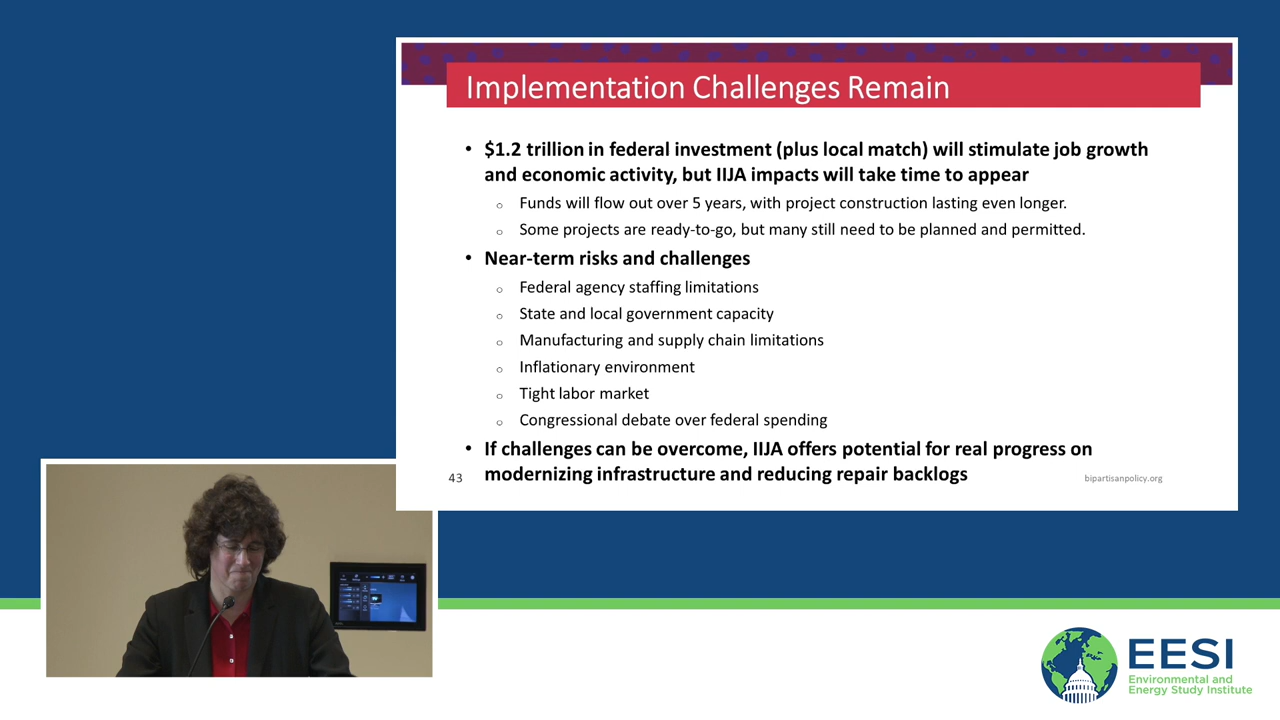 Implementation Challenges Remain
• $1.2 trillion in federal investment (plus local match) will stimulate job growth
and economic activity, but IIJA impacts will take time to appear
o Funds will flow out over 5 years, with project construction lasting even longer.
o Some projects are ready-to-go, but many still need to be planned and permitted.
• Near-term risks and challenges
o Federal agency staffing limitations
o State and local government capacity
o Manufacturing and supply chain limitations
o Inflationary environment
o Tight labor market
o Congressional debate over federal spending
• If challenges can be overcome, IIJA offers potential for real progress on
modernizing infrastructure and reducing repair backlogs
43
bipartisanpolicy.org
EESI
Environmental and
Energy Study Institute